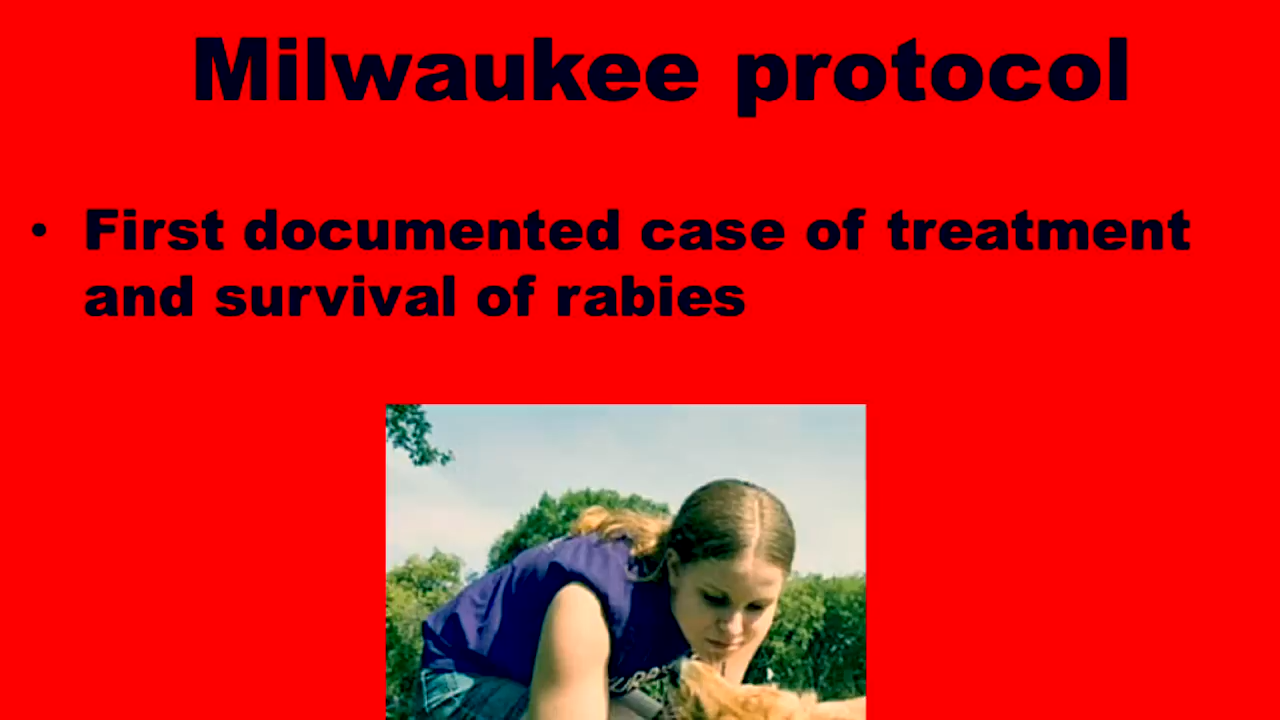 Milwaukee protocol
• First documented case of treatment
and survival of rabies